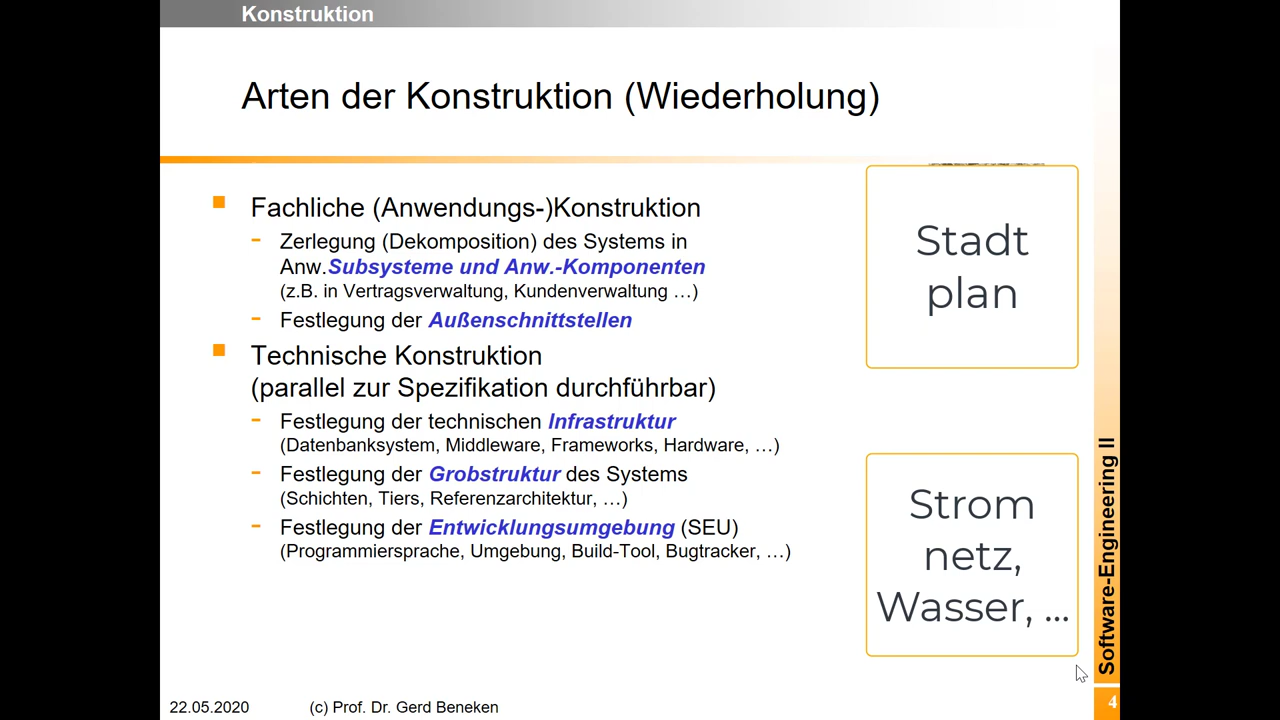 Konstruktion
Arten der Konstruktion (Wiederholung)
Fachliche (Anwendungs-)Konstruktion
- Zerlegung (Dekomposition) des Systems in
Anw.Subsysteme und Anw.-Komponenten
(z.B. in Vertragsverwaltung, Kundenverwaltung …)
- Festlegung der Außenschnittstellen
Technische Konstruktion
(parallel zur Spezifikation durchführbar)
- Festlegung der technischen Infrastruktur
(Datenbanksystem, Middleware, Frameworks, Hardware, …)
- Festlegung der Grobstruktur des Systems
(Schichten, Tiers, Referenzarchitektur, …)
- Festlegung der Entwicklungsumgebung (SEU)
(Programmiersprache, Umgebung, Build-Tool, Bugtracker, …)
Stadt
plan
Strom
netz,
Wasser, ...
Software-Engineering II
22.05.2020
(c) Prof. Dr. Gerd Beneken
4